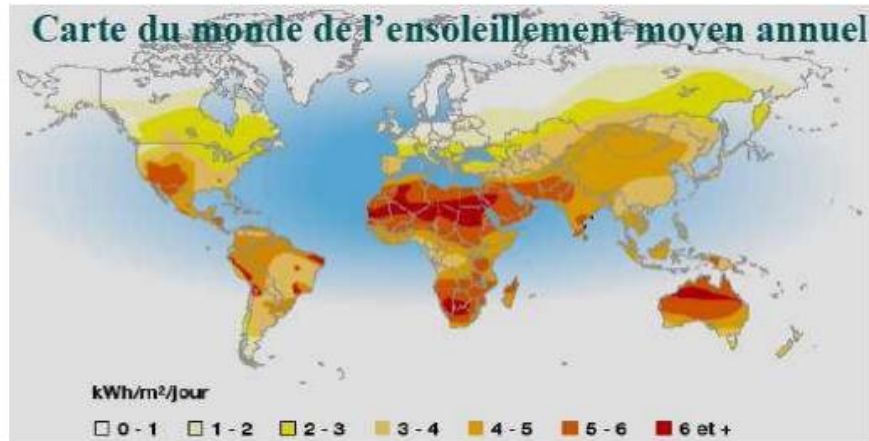 Carte du monde de l'ensoleillement moyen annuel
kWh/m²/jour
0 - 1 1 - 2 2 - 3 3 - 4 4 - 5 5 - 6 6 et +